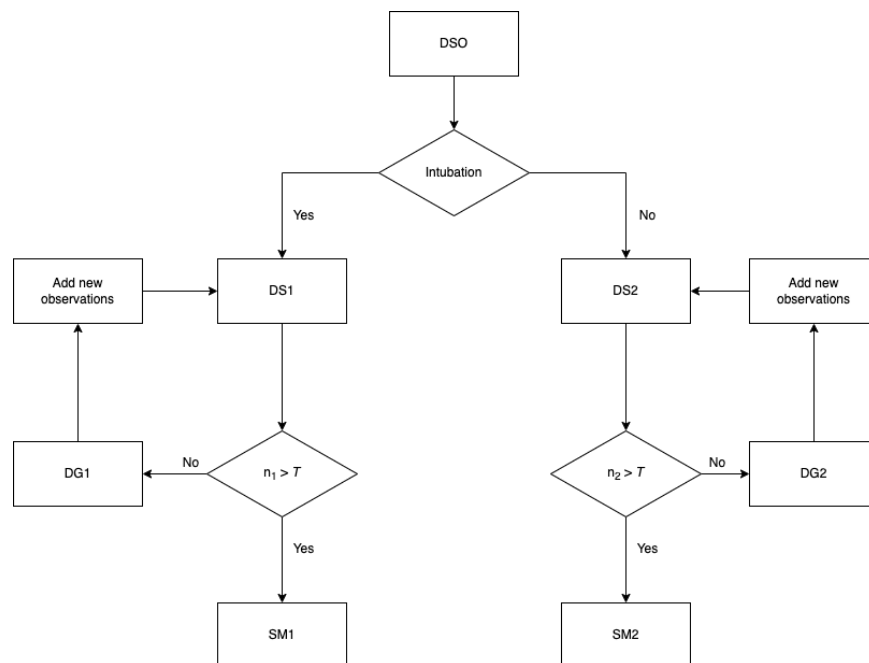 DSO
Intubation
Yes
No
Add new
observations
DS1
DS2
Add new
observations
DG1
No
n₁ > T
n₂ > T
No
DG2
Yes
Yes
SM1
SM2